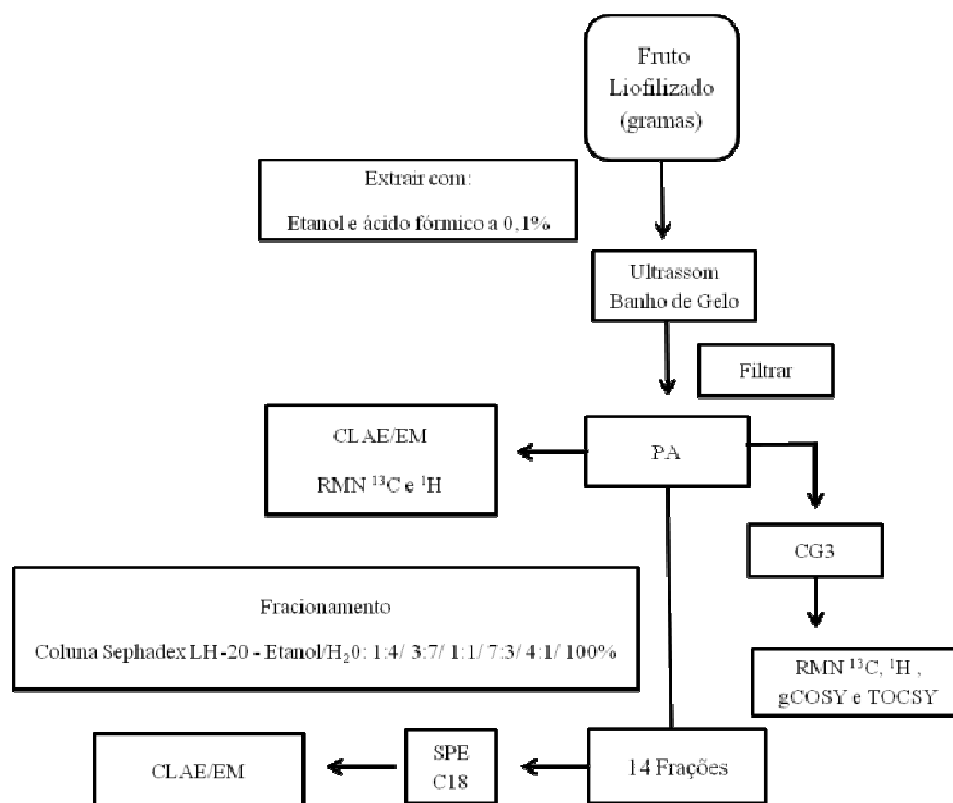 Fruto
Liofilizado
(gramas)
Extrair com:
Etanol e ácido fórmico a 0,1%
Ultrassom
Banho de Gelo
Filtrar
CLAE/EM
RMN ¹³C e ¹H
PA
CG3
Fracionamento
Coluna Sephadex LH-20 - Etanol/H₂0: 1:4/ 3:7/ 1:1/ 7:3/ 4:1/ 100%
RMN ¹³C, ¹H ,
gCOSY e TOCSY
CLAE/EM
SPE
C18
14 Frações